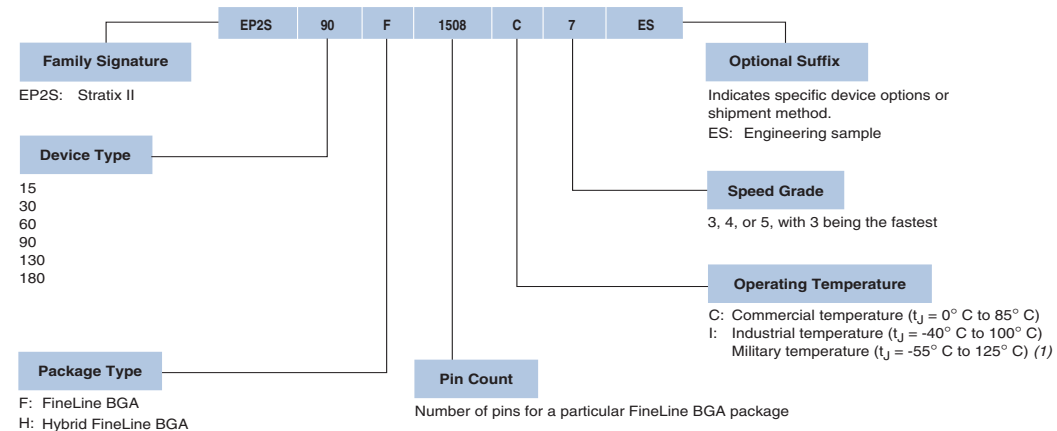 EP2S 90 F 1508 C 7 ES
Family Signature
EP2S: Stratix II
Optional Suffix
Indicates specific device options or
shipment method.
ES: Engineering sample
Device Type
15
30
60
90
130
180
Speed Grade
3, 4, or 5, with 3 being the fastest
Operating Temperature
C: Commercial temperature (tJ = 0° C to 85° C)
I: Industrial temperature (tJ = -40° C to 100° C)
Military temperature (tJ = -55° C to 125° C) (1)
Package Type
F: FineLine BGA
H: Hybrid FineLine BGA
Pin Count
Number of pins for a particular FineLine BGA package